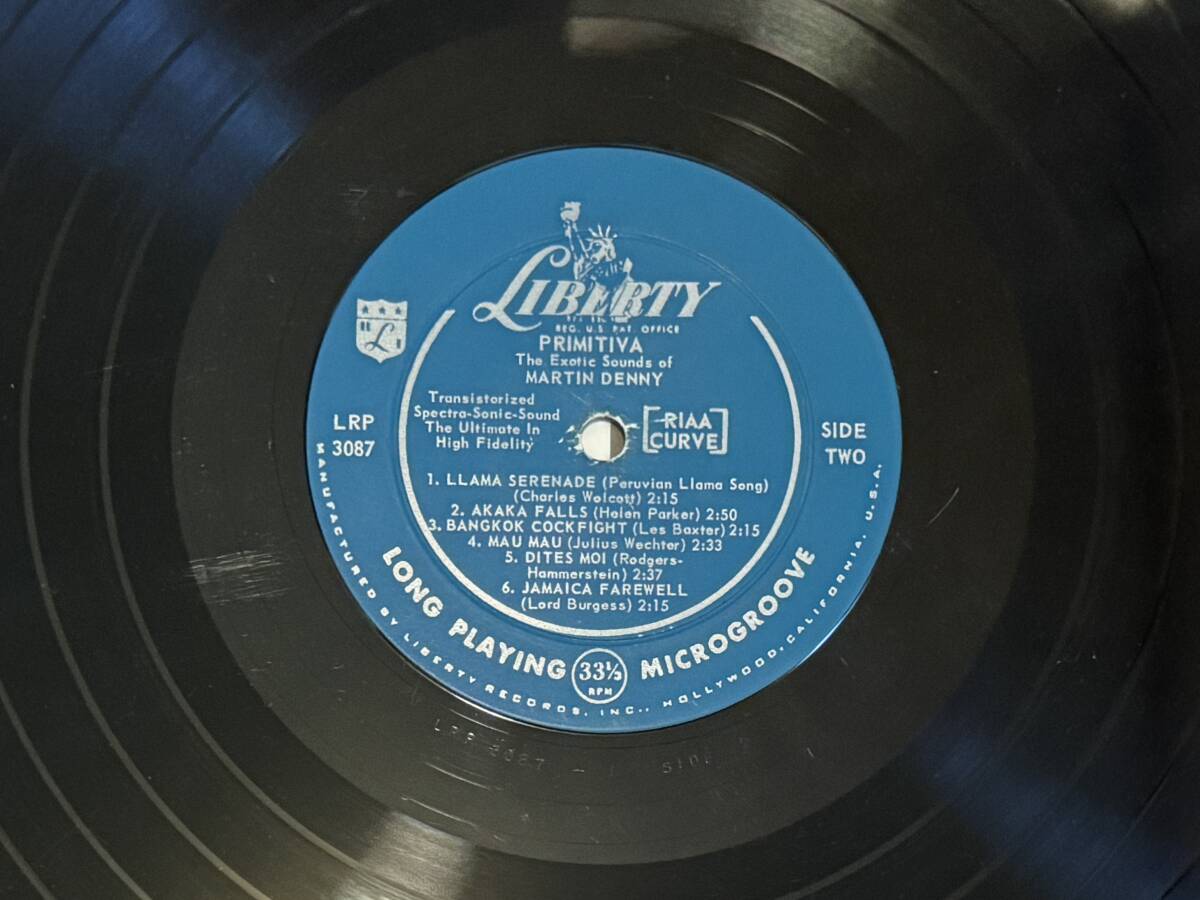 LIBERTY
REG. U.S. PAT. OFFICE
PRIMITIVA
The Exotic Sounds of
MARTIN DENNY
L
Transistorized
Spectra-Sonic-Sound
The Ultimate In
High Fidelity
RIAA
CURVE
LRP
3087
SIDE
TWO
1. LLAMA SERENADE (Peruvian Llama Song)
(Charles Wolcott) 2:15
2. AKAKA FALLS (Helen Parker) 2:50
3. BANGKOK COCKFIGHT (Les Baxter) 2:15
4. MAU MAU (Julius Wechter) 2:33
5. DITES MOI (Rodgers-
Hammerstein) 2:37
6. JAMAICA FAREWELL
(Lord Burgess) 2:15
LONG PLAYING 33⅓ RPM MICROGROOVE
MANUFACTURED BY LIBERTY RECORDS, INC., HOLLYWOOD, CALIFORNIA, U.S.A.
LRP 3087 - 1 SIDE